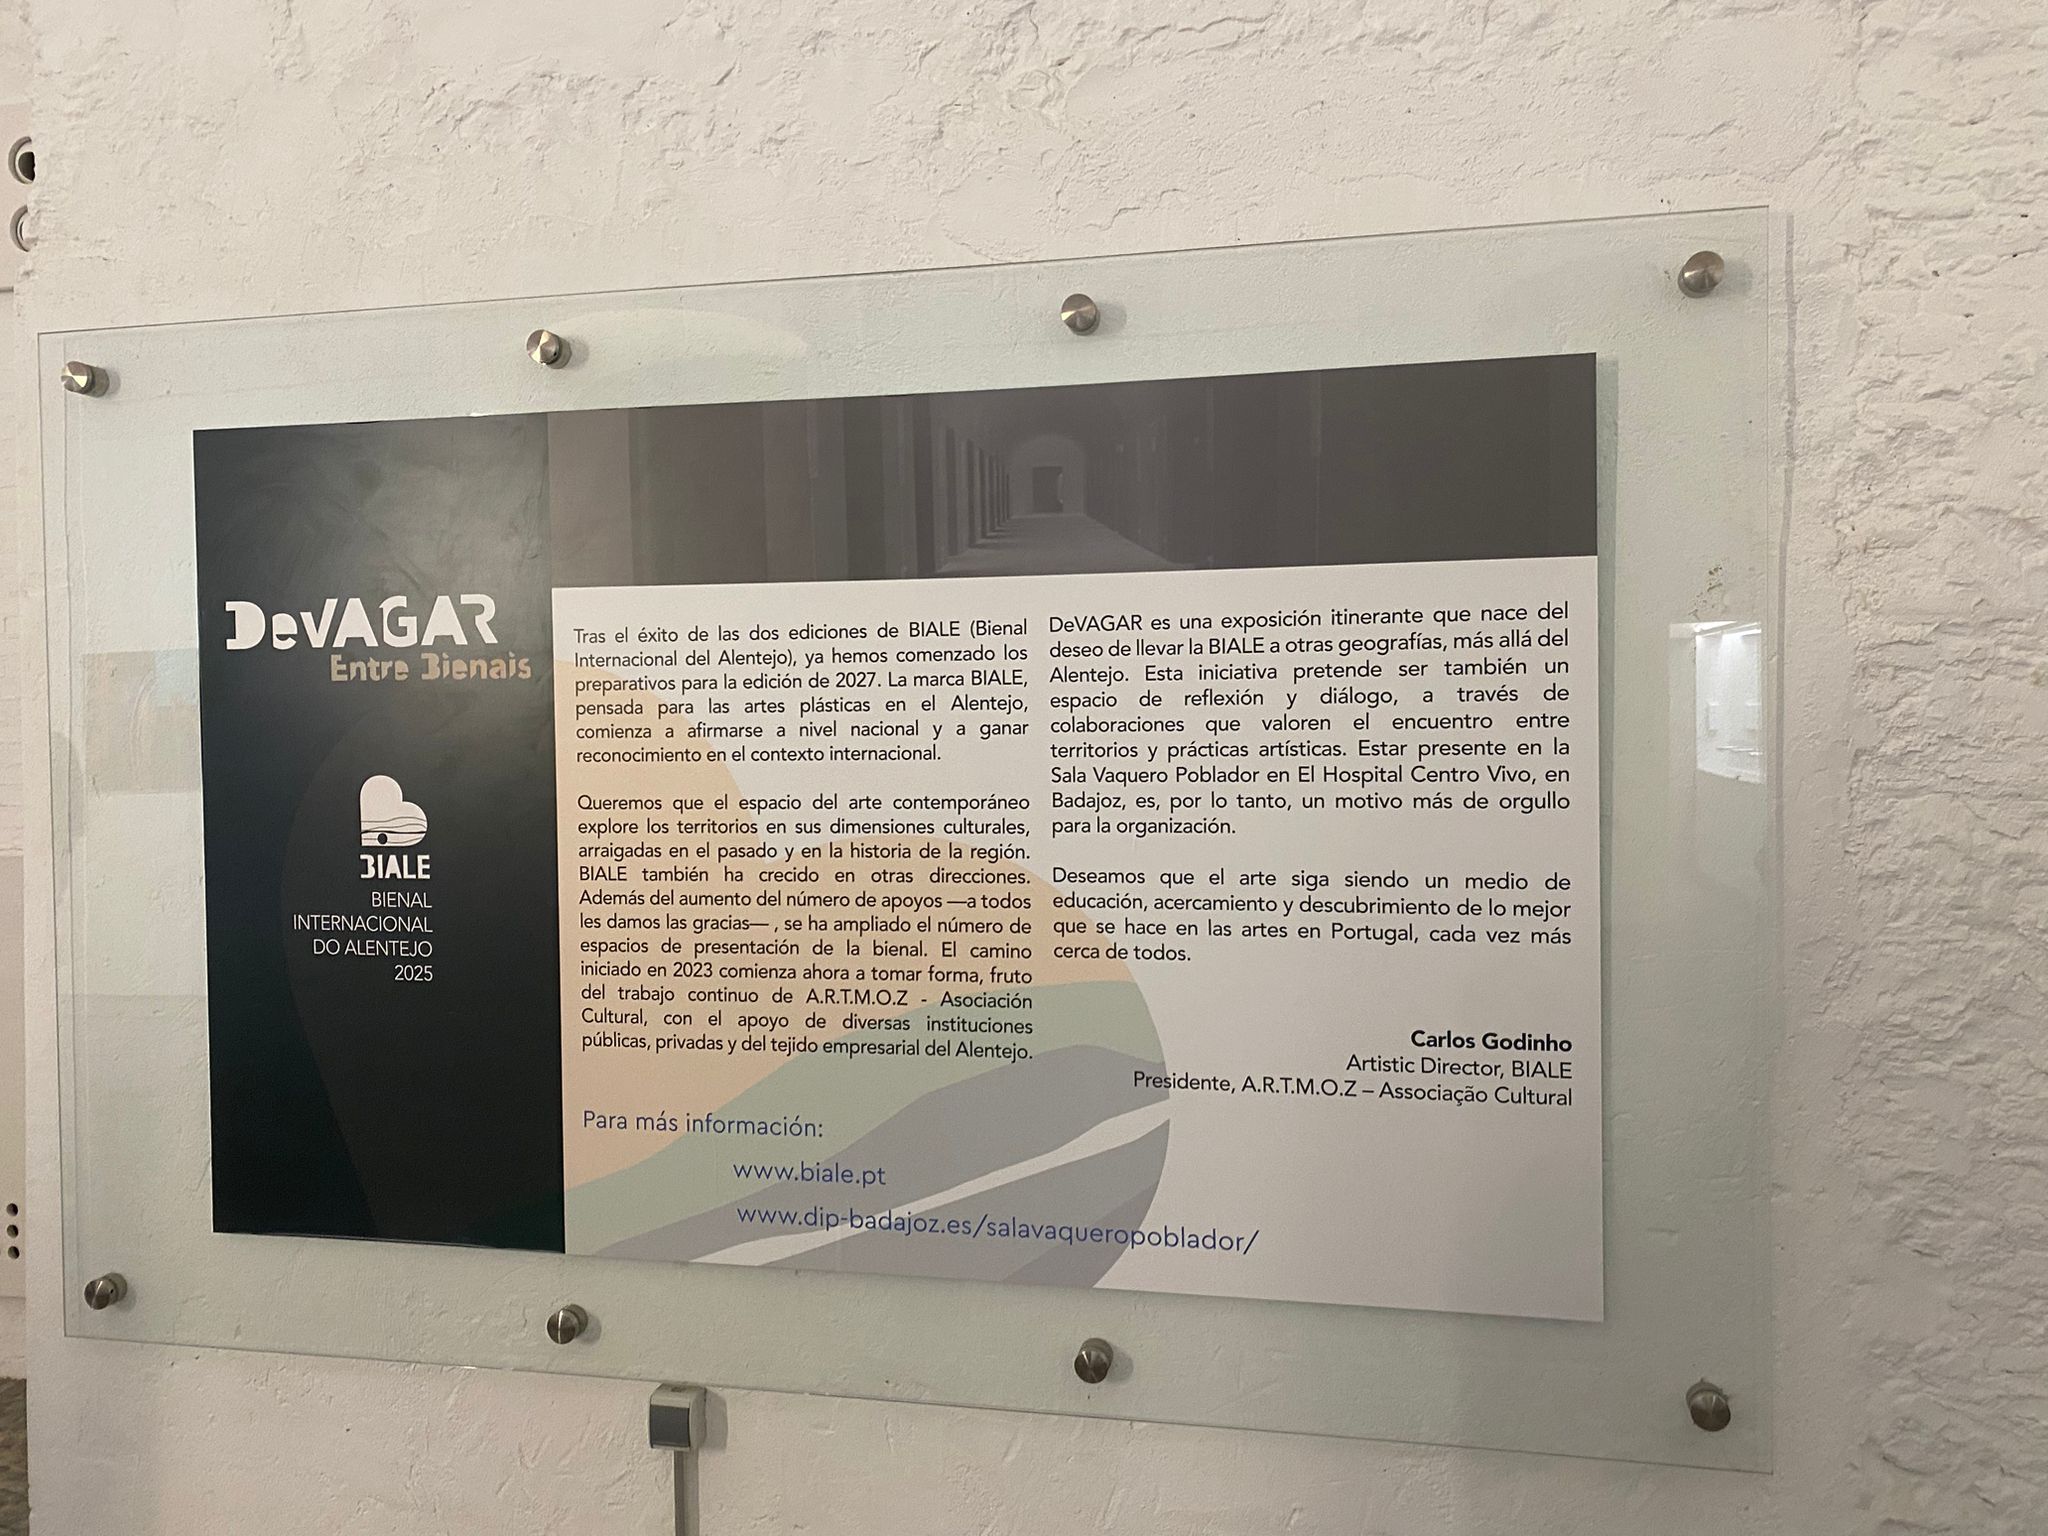 DeVAGAR
Entre Bienais
BIALE
BIENAL
INTERNACIONAL
DO ALENTEJO
2025
Tras el éxito de las dos ediciones de BIALE (Bienal
Internacional del Alentejo), ya hemos comenzado los
preparativos para la edición de 2027. La marca BIALE,
pensada para las artes plásticas en el Alentejo,
comienza a afirmarse a nivel nacional y a ganar
reconocimiento en el contexto internacional.
Queremos que el espacio del arte contemporáneo
explore los territorios en sus dimensiones culturales,
arraigadas en el pasado y en la historia de la región.
BIALE también ha crecido en otras direcciones.
Además del aumento del número de apoyos —a todos
les damos las gracias— , se ha ampliado el número de
espacios de presentación de la bienal. El camino
iniciado en 2023 comienza ahora a tomar forma, fruto
del trabajo continuo de A.R.T.M.O.Z - Asociación
Cultural, con el apoyo de diversas instituciones
públicas, privadas y del tejido empresarial del Alentejo.
DeVAGAR es una exposición itinerante que nace del
deseo de llevar la BIALE a otras geografías, más allá del
Alentejo. Esta iniciativa pretende ser también un
espacio de reflexión y diálogo, a través de
colaboraciones que valoren el encuentro entre
territorios y prácticas artísticas. Estar presente en la
Sala Vaquero Poblador en El Hospital Centro Vivo, en
Badajoz, es, por lo tanto, un motivo más de orgullo
para la organización.
Deseamos que el arte siga siendo un medio de
educación, acercamiento y descubrimiento de lo mejor
que se hace en las artes en Portugal, cada vez más
cerca de todos.
Carlos Godinho
Artistic Director, BIALE
Presidente, A.R.T.M.O.Z – Associação Cultural
Para más información:
www.biale.pt
www.dip-badajoz.es/salavaqueropoblador/